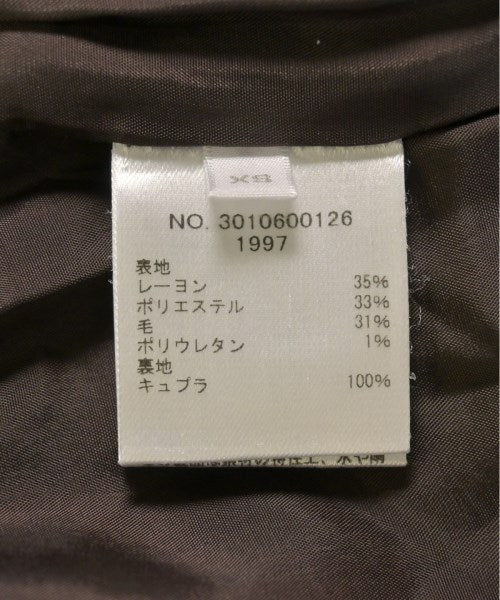 XS
NO. 3010600126
1997
表地
レーヨン 35%
ポリエステル 33%
毛 31%
ポリウレタン 1%
裏地
キュプラ 100%